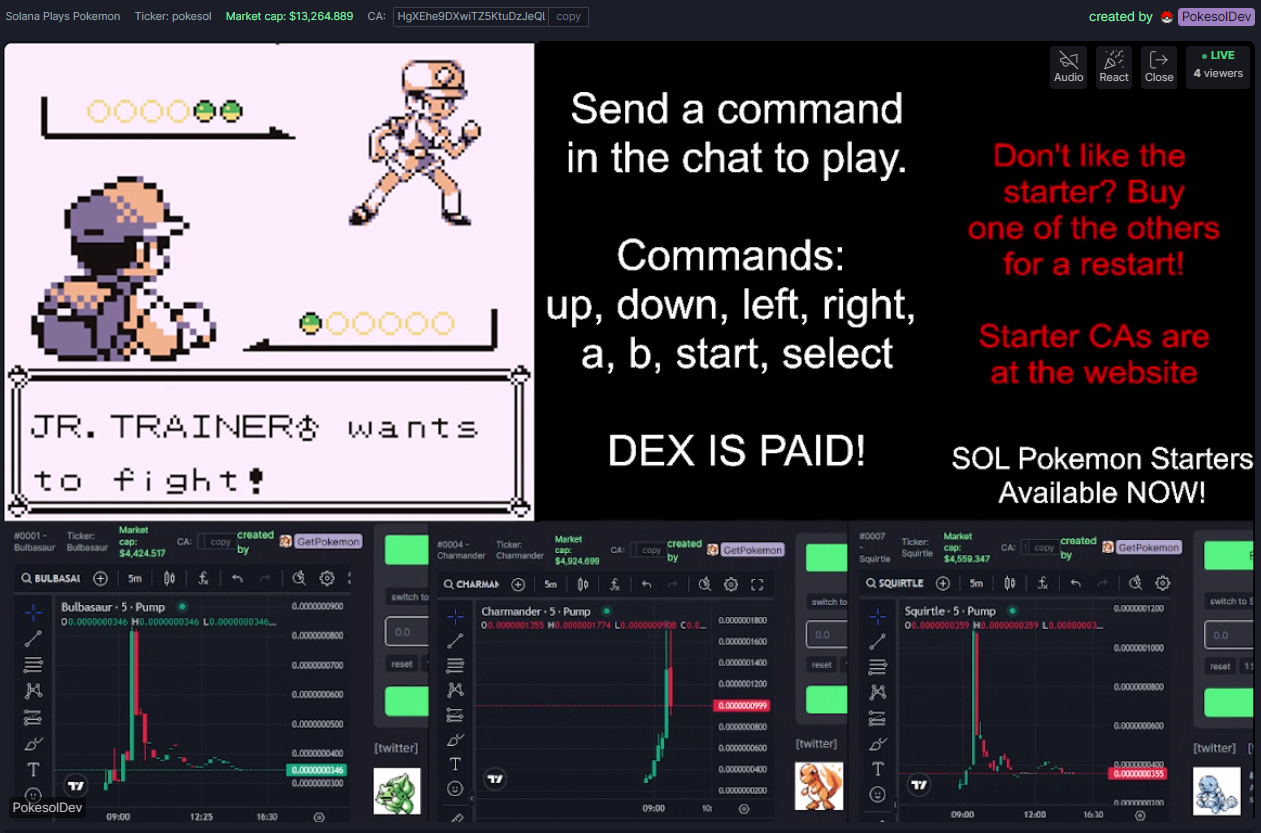 Solana Plays Pokemon Ticker: pokesol Market cap: $13,264.889 CA: HgXEhe9DXwiTZ5KtuDzJeQl copy created by PokesolDev
Audio React Close LIVE
4 viewers
Send a command
in the chat to play.
Commands:
up, down, left, right,
a, b, start, select
DEX IS PAID!
Don't like the
starter? Buy
one of the others
for a restart!
Starter CAs are
at the website
SOL Pokemon Starters
Available NOW!
JR.TRAINER♂ wants
to fight!
#0001 -
Bulbasaur
Ticker:
Bulbasaur
Market
cap:
$4,424.517
CA: copy
created
by
GetPokemon
BULBASAU
5m
Bulbasaur · 5 · Pump
O0.0000000346 H0.0000000346 L0.0000000346...
0.0000000900
0.0000000800
0.0000000700
0.0000000600
0.0000000500
0.0000000400
0.0000000346
0.0000000300
09:00 12:25 16:30
switch to
0.0
reset
[twitter]
PokesolDev
#0004 -
Charmander
Ticker:
Charmander
Market
cap:
$4,924.699
CA: copy
created
by
GetPokemon
CHARMAN
5m
Charmander · 5 · Pump
O0.0000001355 H0.0000001774 L0.0000000908 C0.0...
0.0000001800
0.0000001600
0.0000001400
0.0000001200
0.0000000999
0.0000000800
0.0000000600
0.0000000400
0.0000000200
09:00 10:
switch to
0.0
reset
[twitter]
#0007 -
Squirtle
Ticker:
Squirtle
Market
cap:
$4,559.347
CA: copy
created
by
GetPokemon
SQUIRTLE
5m
Squirtle · 5 · Pump
O0.0000000359 H0.0000000359 L0.00000003...
0.0000001200
0.0000001000
0.0000000800
0.0000000600
0.0000000400
0.0000000355
0.0000000200
09:00 12:00 16:30
switch to S
0.0
reset
[twitter]